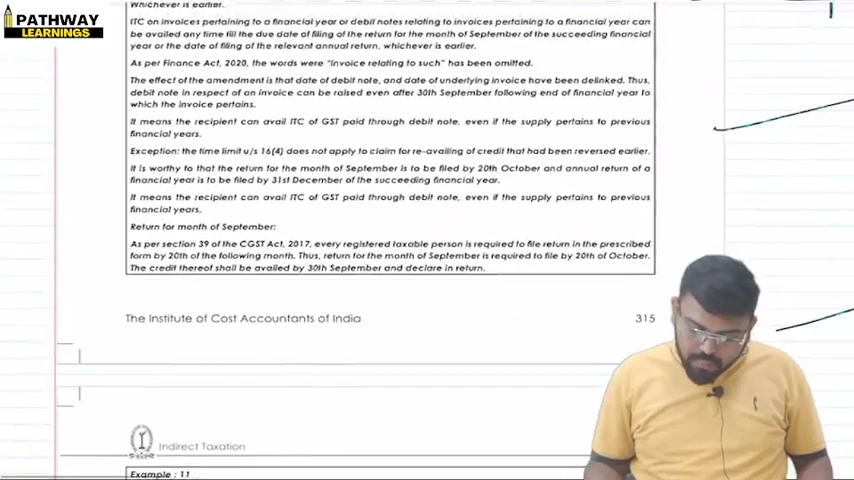 PATHWAY
LEARNINGS
Whichever is earlier.
ITC on invoices pertaining to a financial year or debit notes relating to invoices pertaining to a financial year can
be availed any time till the due date of filing of the return for the month of September of the succeeding financial
year or the date of filing of the relevant annual return, whichever is earlier.
As per Finance Act, 2020, the words were "invoice relating to such" has been omitted.
The effect of the amendment is that date of debit note, and date of underlying invoice have been delinked. Thus,
debit note in respect of an invoice can be raised even after 30th September following end of financial year to
which the invoice pertains.
It means the recipient can avail ITC of GST paid through debit note, even if the supply pertains to previous
financial years.
Exception: the time limit u/s 16(4) does not apply to claim for re-availing of credit that had been reversed earlier.
It is worthy to that the return for the month of September is to be filed by 20th October and annual return of a
financial year is to be filed by 31st December of the succeeding financial year.
It means the recipient can avail ITC of GST paid through debit note, even if the supply pertains to previous
financial years.
Return for month of September:
As per section 39 of the CGST Act, 2017, every registered taxable person is required to file return in the prescribed
form by 20th of the following month. Thus, return for the month of September is required to file by 20th of October.
The credit thereof shall be availed by 30th September and declare in return.
The Institute of Cost Accountants of India
315
Indirect Taxation
Example : 11